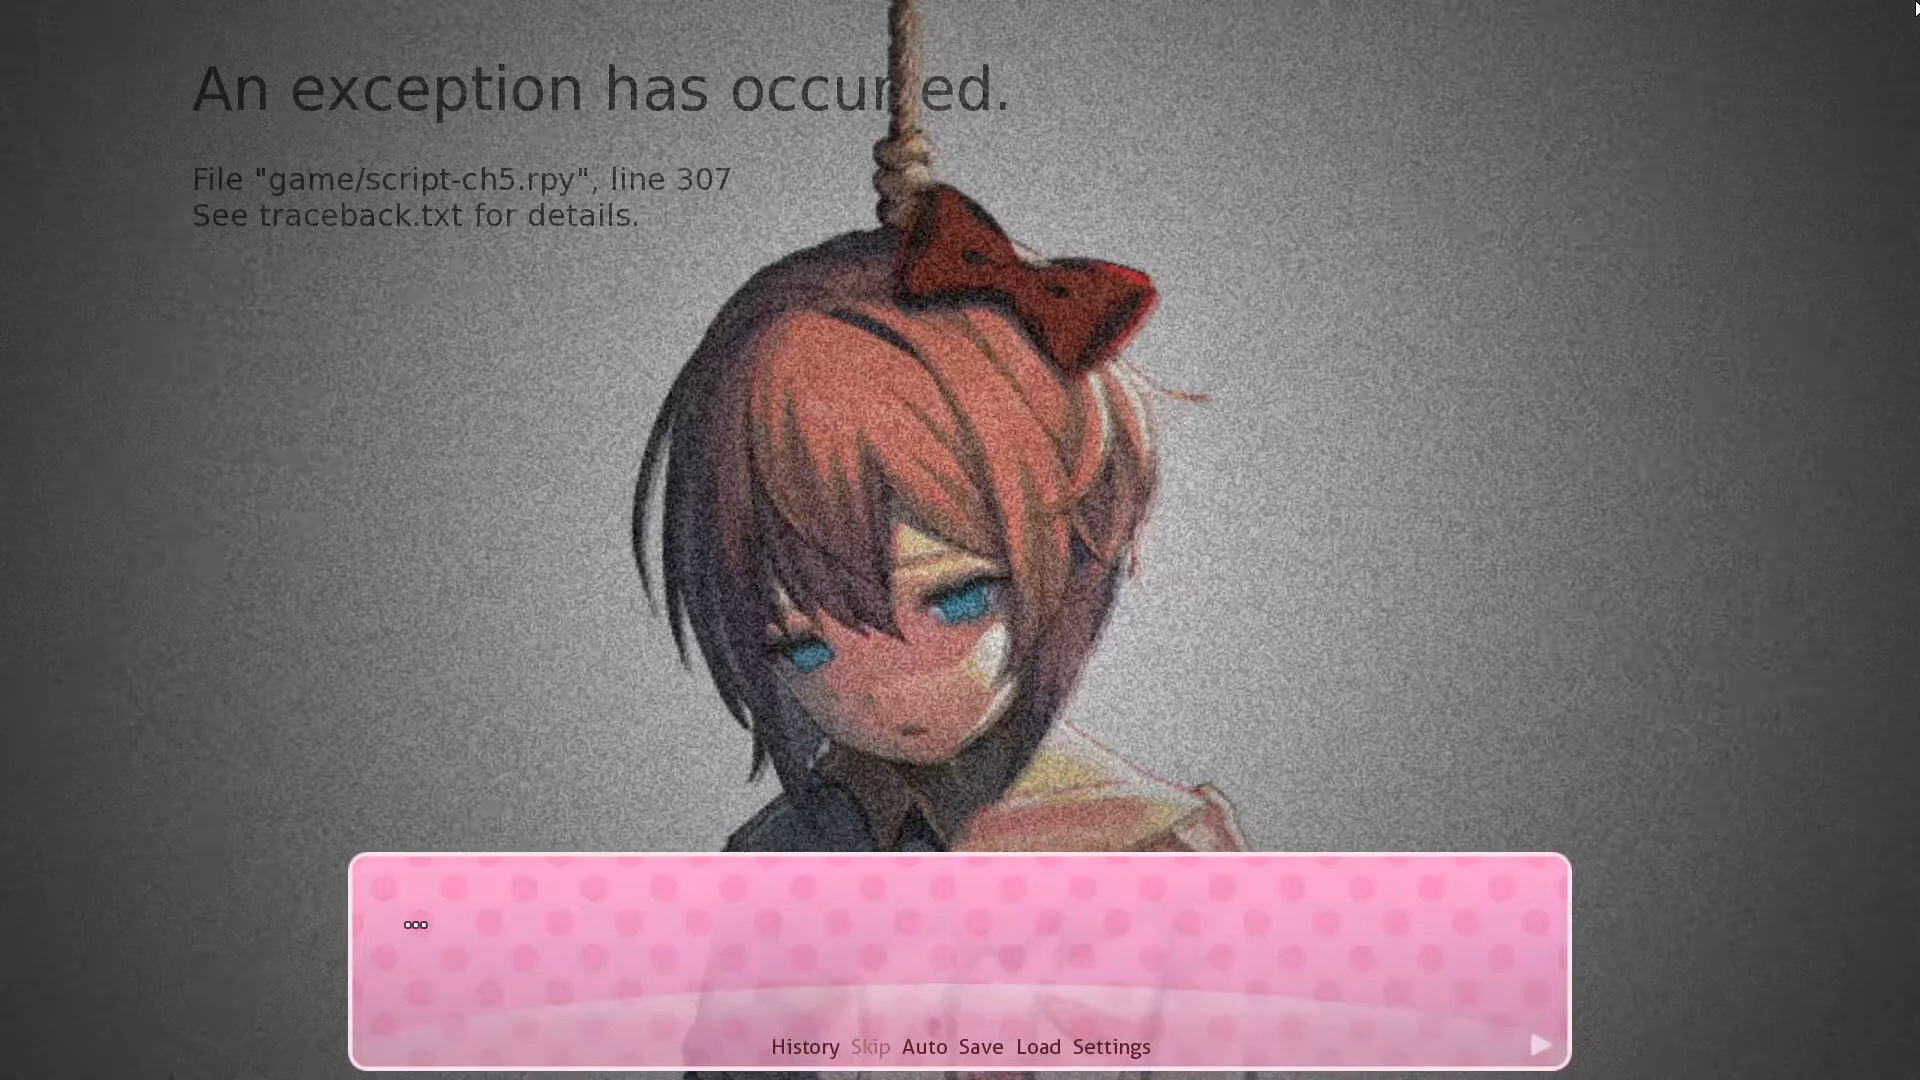 An exception has occurred.
File "game/script-ch5.rpy", line 307
See traceback.txt for details.
...
History Skip Auto Save Load Settings